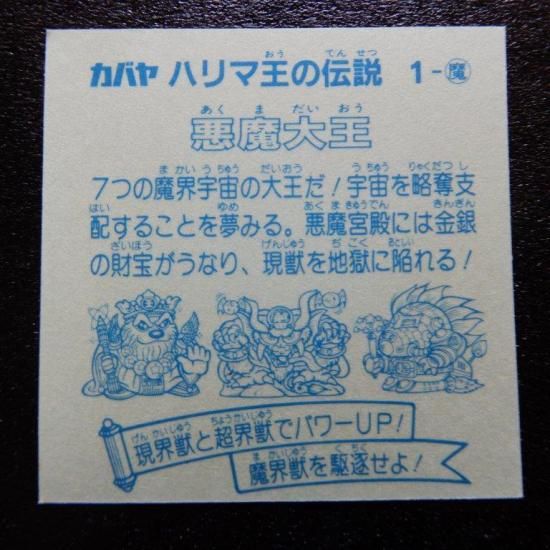 カバヤ ハリマ王の伝説 1-魔
悪魔大王
7つの魔界宇宙の大王だ!宇宙を略奪支
配することを夢みる。悪魔宮殿には金銀
の財宝がうなり、現獣を地獄に陥れる!
現界獣と超界獣でパワーUP!
魔界獣を駆逐せよ!